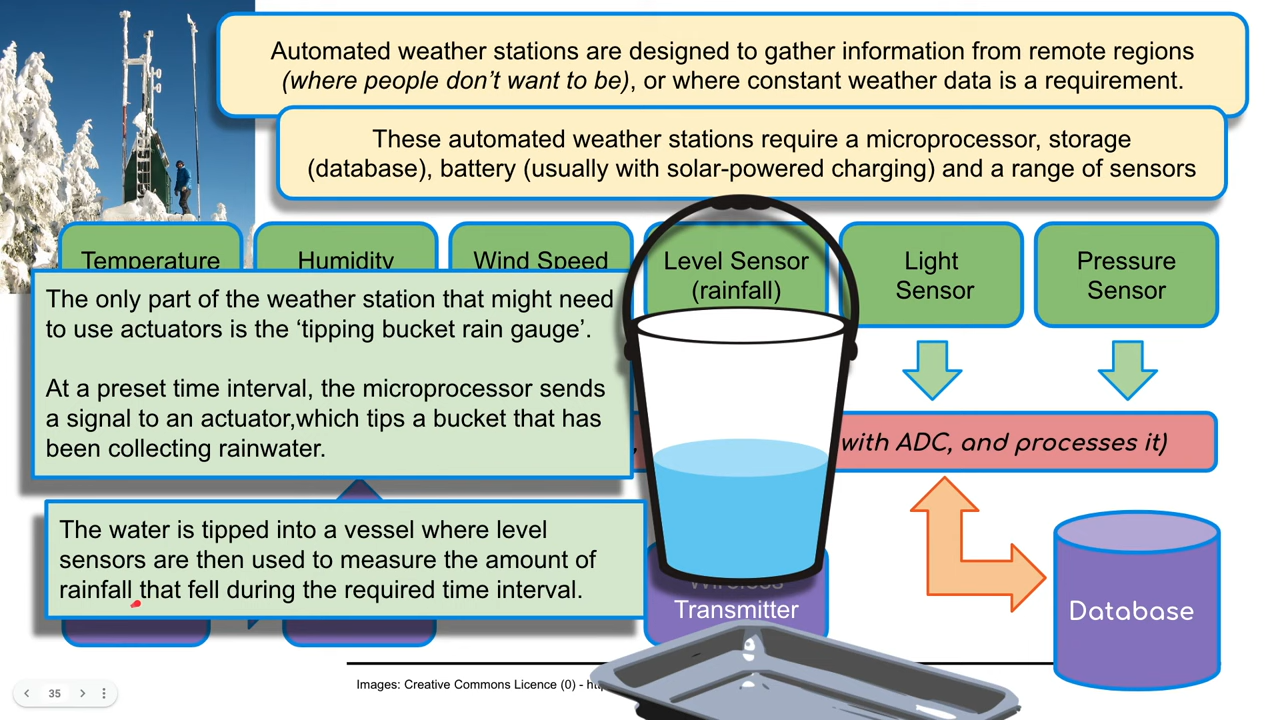 Automated weather stations are designed to gather information from remote regions
(where people don’t want to be), or where constant weather data is a requirement.
These automated weather stations require a microprocessor, storage
(database), battery (usually with solar-powered charging) and a range of sensors
Temperature
Humidity
Wind Speed
Level Sensor
(rainfall)
Light
Sensor
Pressure
Sensor
The only part of the weather station that might need
to use actuators is the ‘tipping bucket rain gauge’.
At a preset time interval, the microprocessor sends
a signal to an actuator,which tips a bucket that has
been collecting rainwater.
with ADC, and processes it)
The water is tipped into a vessel where level
sensors are then used to measure the amount of
rainfall that fell during the required time interval.
Wireless
Transmitter
Database
Images: Creative Commons Licence (0) -
35